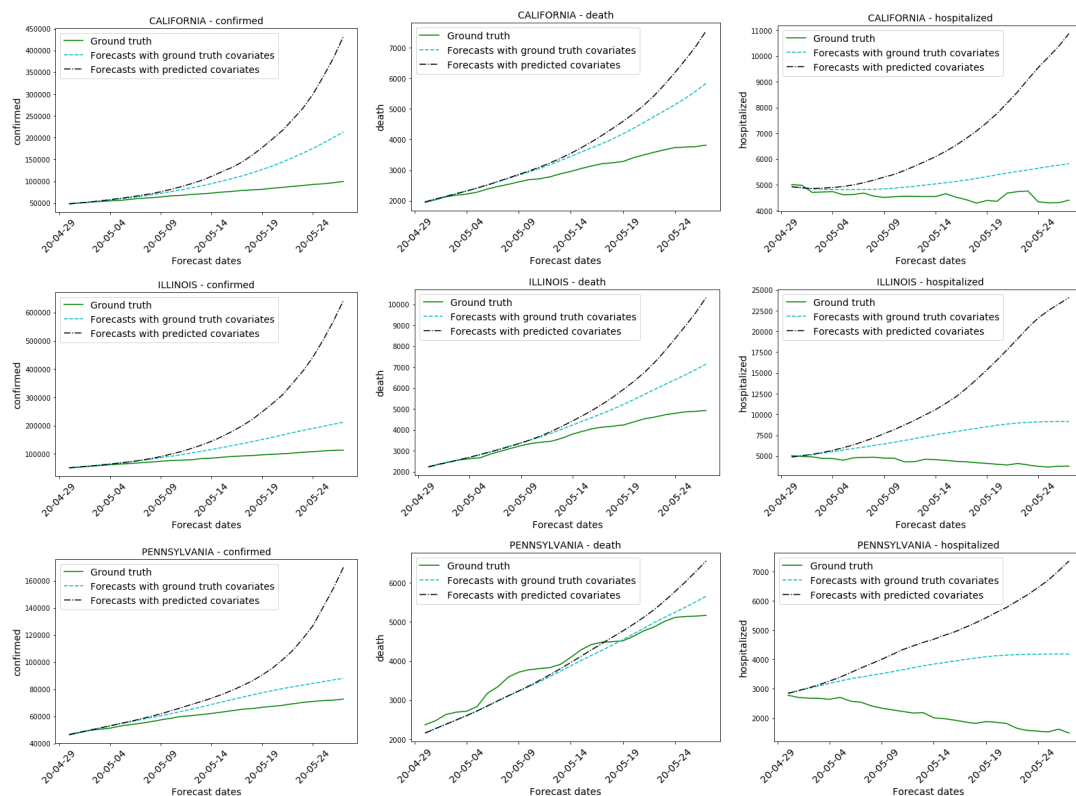 CALIFORNIA - confirmed
450000
400000
350000
300000
250000
200000
150000
100000
50000
confirmed
Ground truth
Forecasts with ground truth covariates
Forecasts with predicted covariates
20-04-29
20-05-04
20-05-09
20-05-14
20-05-19
20-05-24
Forecast dates
CALIFORNIA - death
7000
6000
5000
4000
3000
2000
death
Ground truth
Forecasts with ground truth covariates
Forecasts with predicted covariates
20-04-29
20-05-04
20-05-09
20-05-14
20-05-19
20-05-24
Forecast dates
CALIFORNIA - hospitalized
11000
10000
9000
8000
7000
6000
5000
4000
hospitalized
Ground truth
Forecasts with ground truth covariates
Forecasts with predicted covariates
20-04-29
20-05-04
20-05-09
20-05-14
20-05-19
20-05-24
Forecast dates
ILLINOIS - confirmed
600000
500000
400000
300000
200000
100000
confirmed
Ground truth
Forecasts with ground truth covariates
Forecasts with predicted covariates
20-04-29
20-05-04
20-05-09
20-05-14
20-05-19
20-05-24
Forecast dates
ILLINOIS - death
10000
9000
8000
7000
6000
5000
4000
3000
2000
death
Ground truth
Forecasts with ground truth covariates
Forecasts with predicted covariates
20-04-29
20-05-04
20-05-09
20-05-14
20-05-19
20-05-24
Forecast dates
ILLINOIS - hospitalized
25000
22500
20000
17500
15000
12500
10000
7500
5000
2500
hospitalized
Ground truth
Forecasts with ground truth covariates
Forecasts with predicted covariates
20-04-29
20-05-04
20-05-09
20-05-14
20-05-19
20-05-24
Forecast dates
PENNSYLVANIA - confirmed
160000
140000
120000
100000
80000
60000
40000
confirmed
Ground truth
Forecasts with ground truth covariates
Forecasts with predicted covariates
20-04-29
20-05-04
20-05-09
20-05-14
20-05-19
20-05-24
Forecast dates
PENNSYLVANIA - death
6000
5000
4000
3000
2000
death
Ground truth
Forecasts with ground truth covariates
Forecasts with predicted covariates
20-04-29
20-05-04
20-05-09
20-05-14
20-05-19
20-05-24
Forecast dates
PENNSYLVANIA - hospitalized
7000
6000
5000
4000
3000
2000
hospitalized
Ground truth
Forecasts with ground truth covariates
Forecasts with predicted covariates
20-04-29
20-05-04
20-05-09
20-05-14
20-05-19
20-05-24
Forecast dates